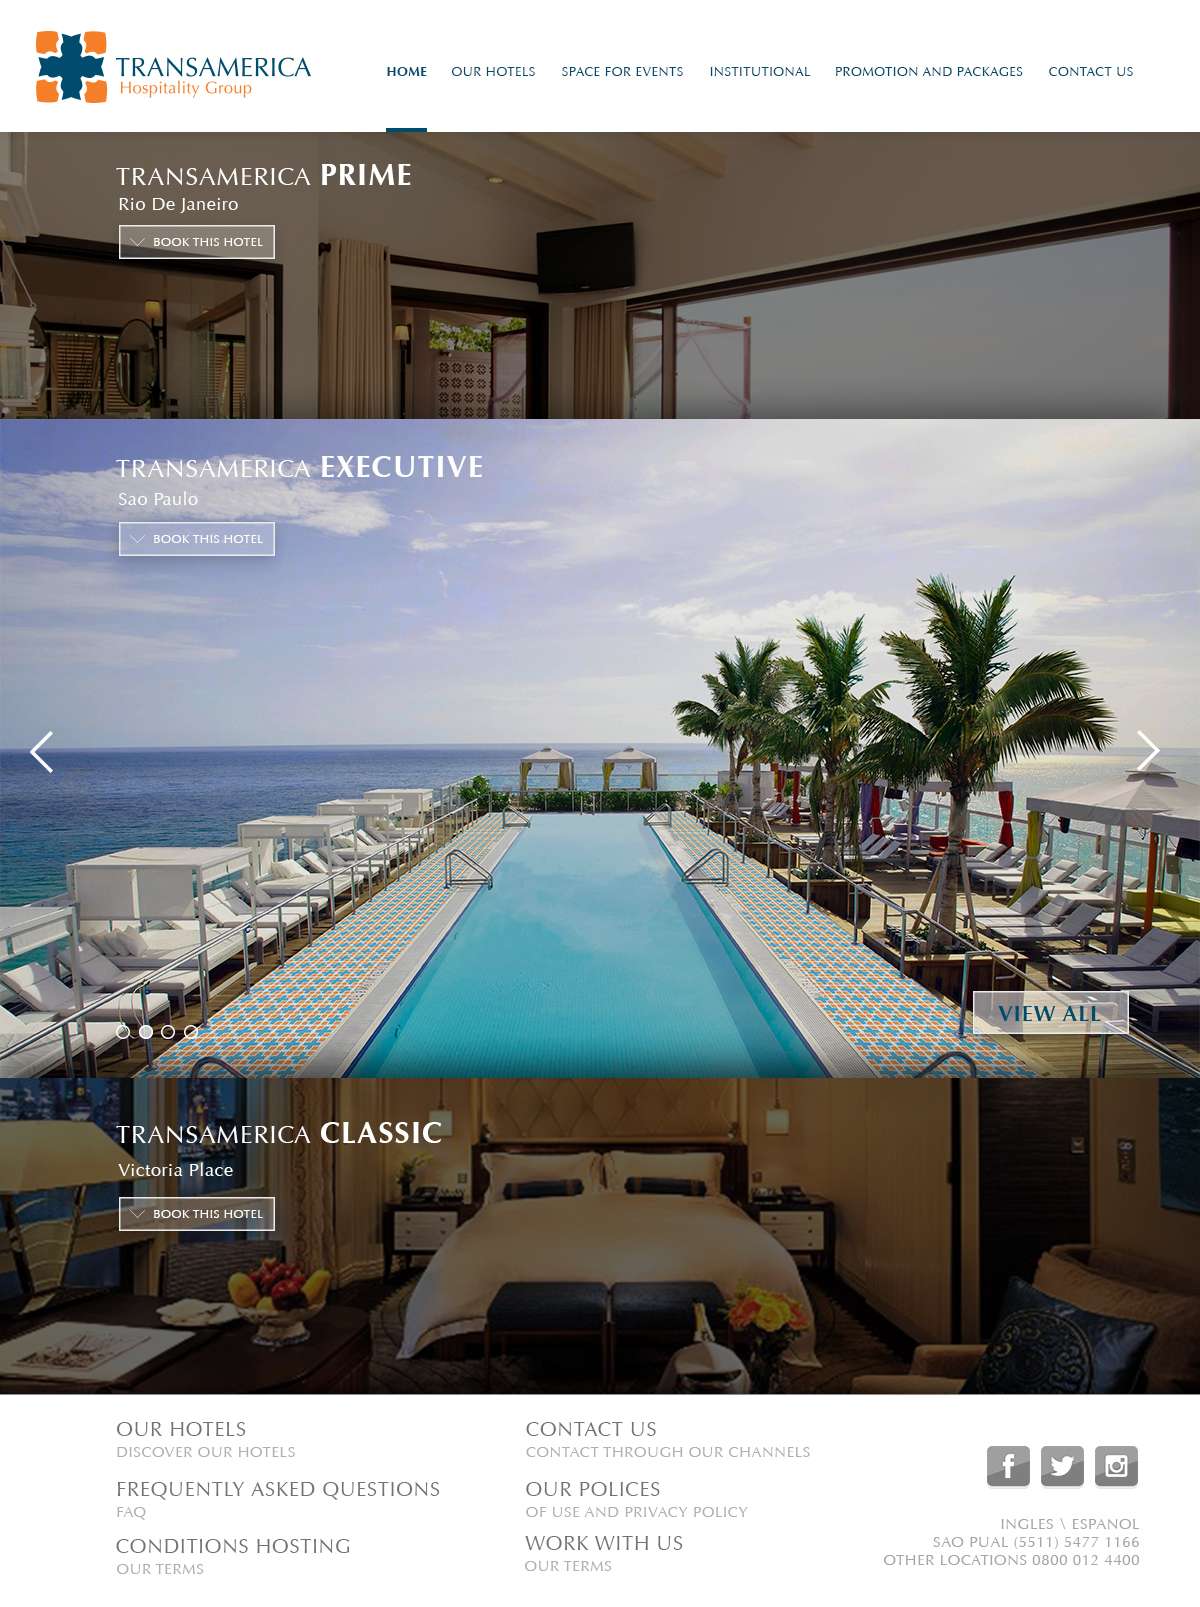 TRANSAMERICA
Hospitality Group
HOME OUR HOTELS SPACE FOR EVENTS INSTITUTIONAL PROMOTION AND PACKAGES CONTACT US
TRANSAMERICA PRIME
Rio De Janeiro
BOOK THIS HOTEL
TRANSAMERICA EXECUTIVE
Sao Paulo
BOOK THIS HOTEL
VIEW ALL
TRANSAMERICA CLASSIC
Victoria Place
BOOK THIS HOTEL
OUR HOTELS
DISCOVER OUR HOTELS
FREQUENTLY ASKED QUESTIONS
FAQ
CONDITIONS HOSTING
OUR TERMS
CONTACT US
CONTACT THROUGH OUR CHANNELS
OUR POLICES
OF USE AND PRIVACY POLICY
WORK WITH US
OUR TERMS
INGLES \ ESPANOL
SAO PUAL (5511) 5477 1166
OTHER LOCATIONS 0800 012 4400